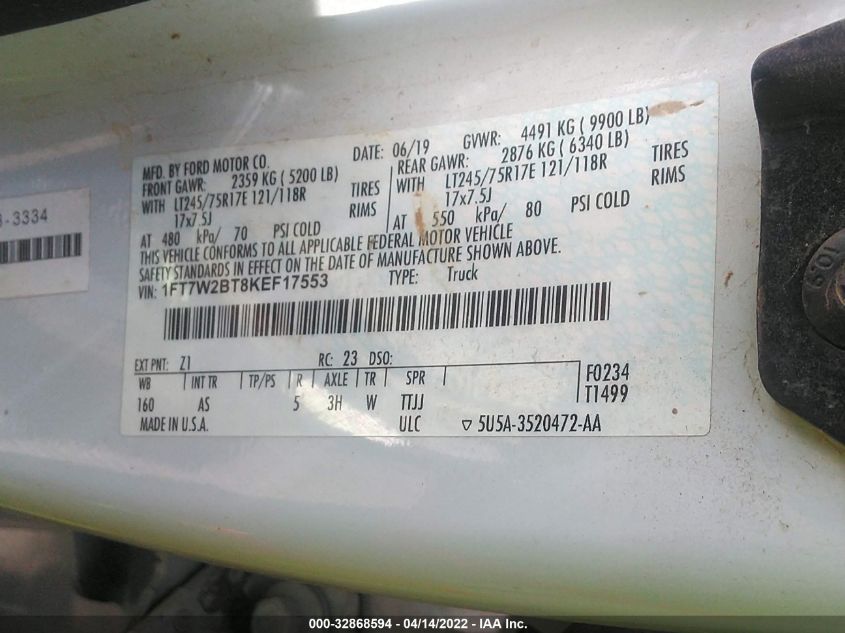 3-3334
MFD. BY FORD MOTOR CO. DATE: 06/19 GVWR: 4491 KG ( 9900 LB)
FRONT GAWR: 2359 KG ( 5200 LB) REAR GAWR: 2876 KG ( 6340 LB)
WITH LT245/75R17E 121/118R TIRES WITH LT245/75R17E 121/118R TIRES
17x7.5J RIMS 17x7.5J RIMS
AT 480 kPa/ 70 PSI COLD AT 550 kPa/ 80 PSI COLD
THIS VEHICLE CONFORMS TO ALL APPLICABLE FEDERAL MOTOR VEHICLE
SAFETY STANDARDS IN EFFECT ON THE DATE OF MANUFACTURE SHOWN ABOVE.
VIN: 1FT7W2BT8KEF17553 TYPE: Truck
EXT PNT: Z1 RC: 23 DSO:
WB INT TR TP/PS R AXLE TR SPR F0234
160 AS 5 3H W TTJJ T1499
MADE IN U.S.A. ULC ▽ 5U5A-3520472-AA
10.9
000-32868594 - 04/14/2022 - IAA Inc.